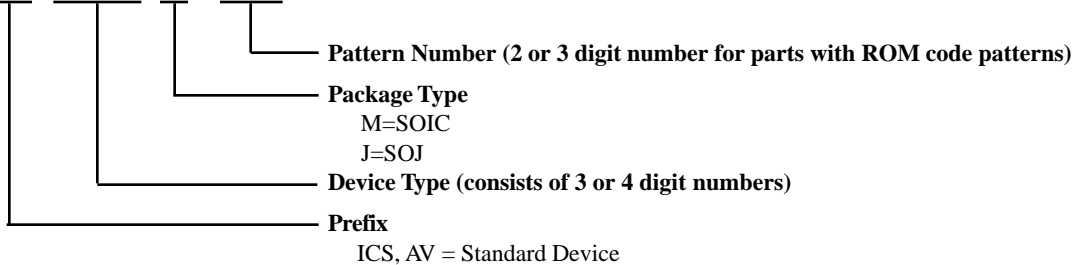 Pattern Number (2 or 3 digit number for parts with ROM code patterns)
Package Type
M=SOIC
J=SOJ
Device Type (consists of 3 or 4 digit numbers)
Prefix
ICS, AV = Standard Device